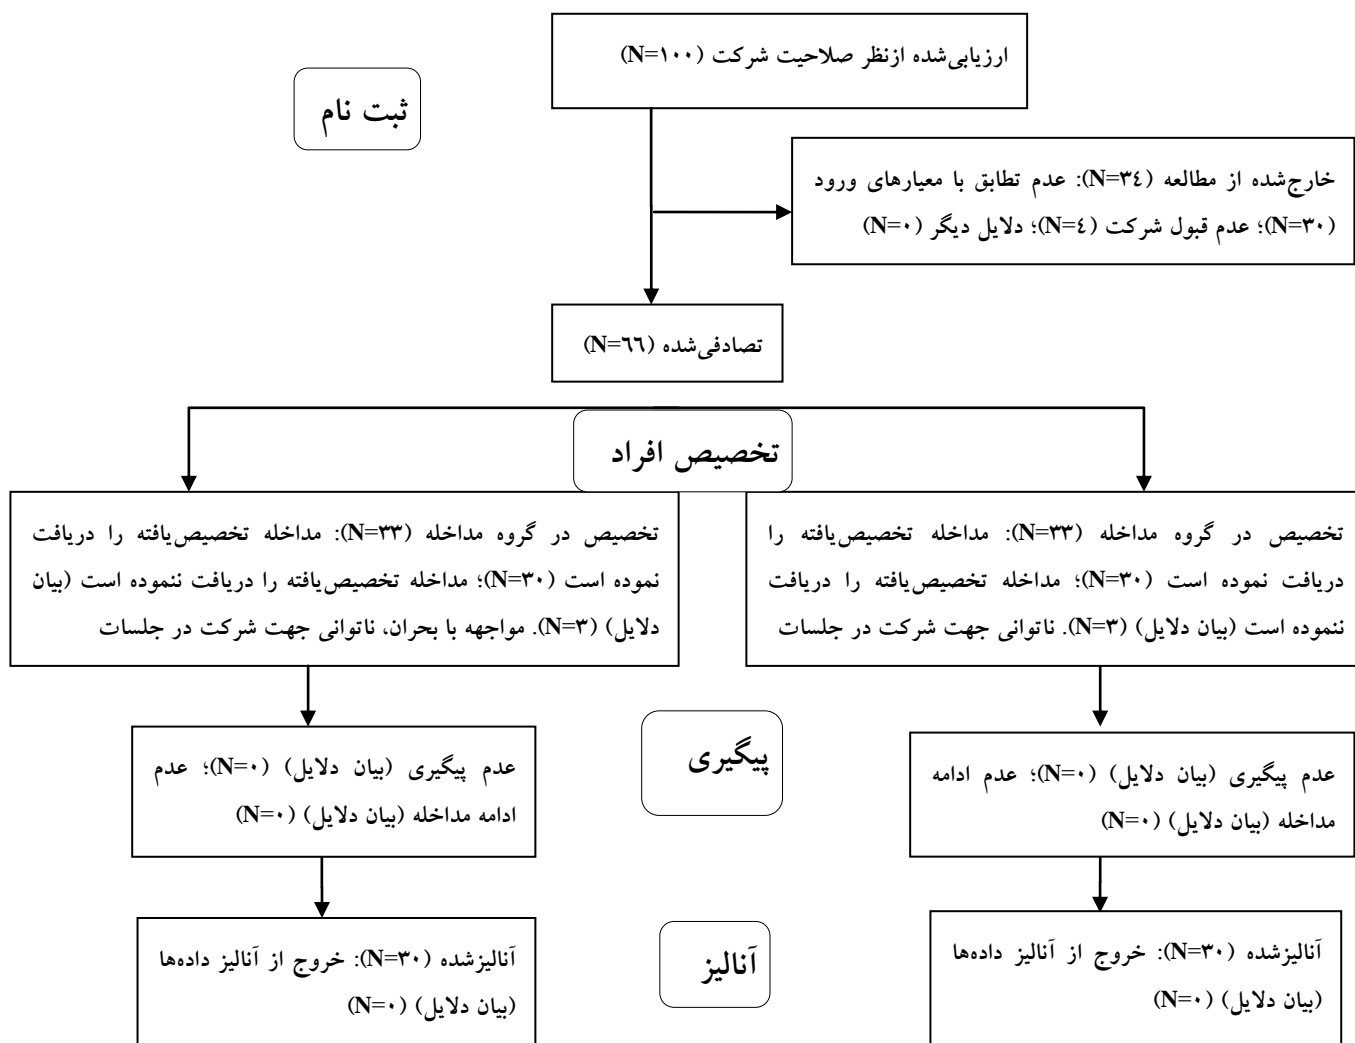 ارزیابی‌شده ازنظر صلاحیت شرکت (N=۱۰۰)
ثبت نام
خارج‌شده از مطالعه (N=۳٤): عدم تطابق با معیارهای ورود
(N=۳۰)؛ عدم قبول شرکت (N=٤)؛ دلایل دیگر (N=۰)
تصادفی‌شده (N=٦٦)
تخصیص افراد
تخصیص در گروه مداخله (N=۳۳): مداخله تخصیص‌یافته را
دریافت نموده است (N=۳۰)؛ مداخله تخصیص‌یافته را دریافت
ننموده است (بیان دلایل) (N=۳). ناتوانی جهت شرکت در جلسات
تخصیص در گروه مداخله (N=۳۳): مداخله تخصیص‌یافته را دریافت
نموده است (N=۳۰)؛ مداخله تخصیص‌یافته را دریافت ننموده است (بیان
دلایل) (N=۳). مواجهه با بحران، ناتوانی جهت شرکت در جلسات
پیگیری
عدم پیگیری (بیان دلایل) (N=۰)؛ عدم ادامه
مداخله (بیان دلایل) (N=۰)
عدم پیگیری (بیان دلایل) (N=۰)؛ عدم
ادامه مداخله (بیان دلایل) (N=۰)
آنالیز
آنالیزشده (N=۳۰): خروج از آنالیز داده‌ها
(بیان دلایل) (N=۰)
آنالیزشده (N=۳۰): خروج از آنالیز داده‌ها
(بیان دلایل) (N=۰)